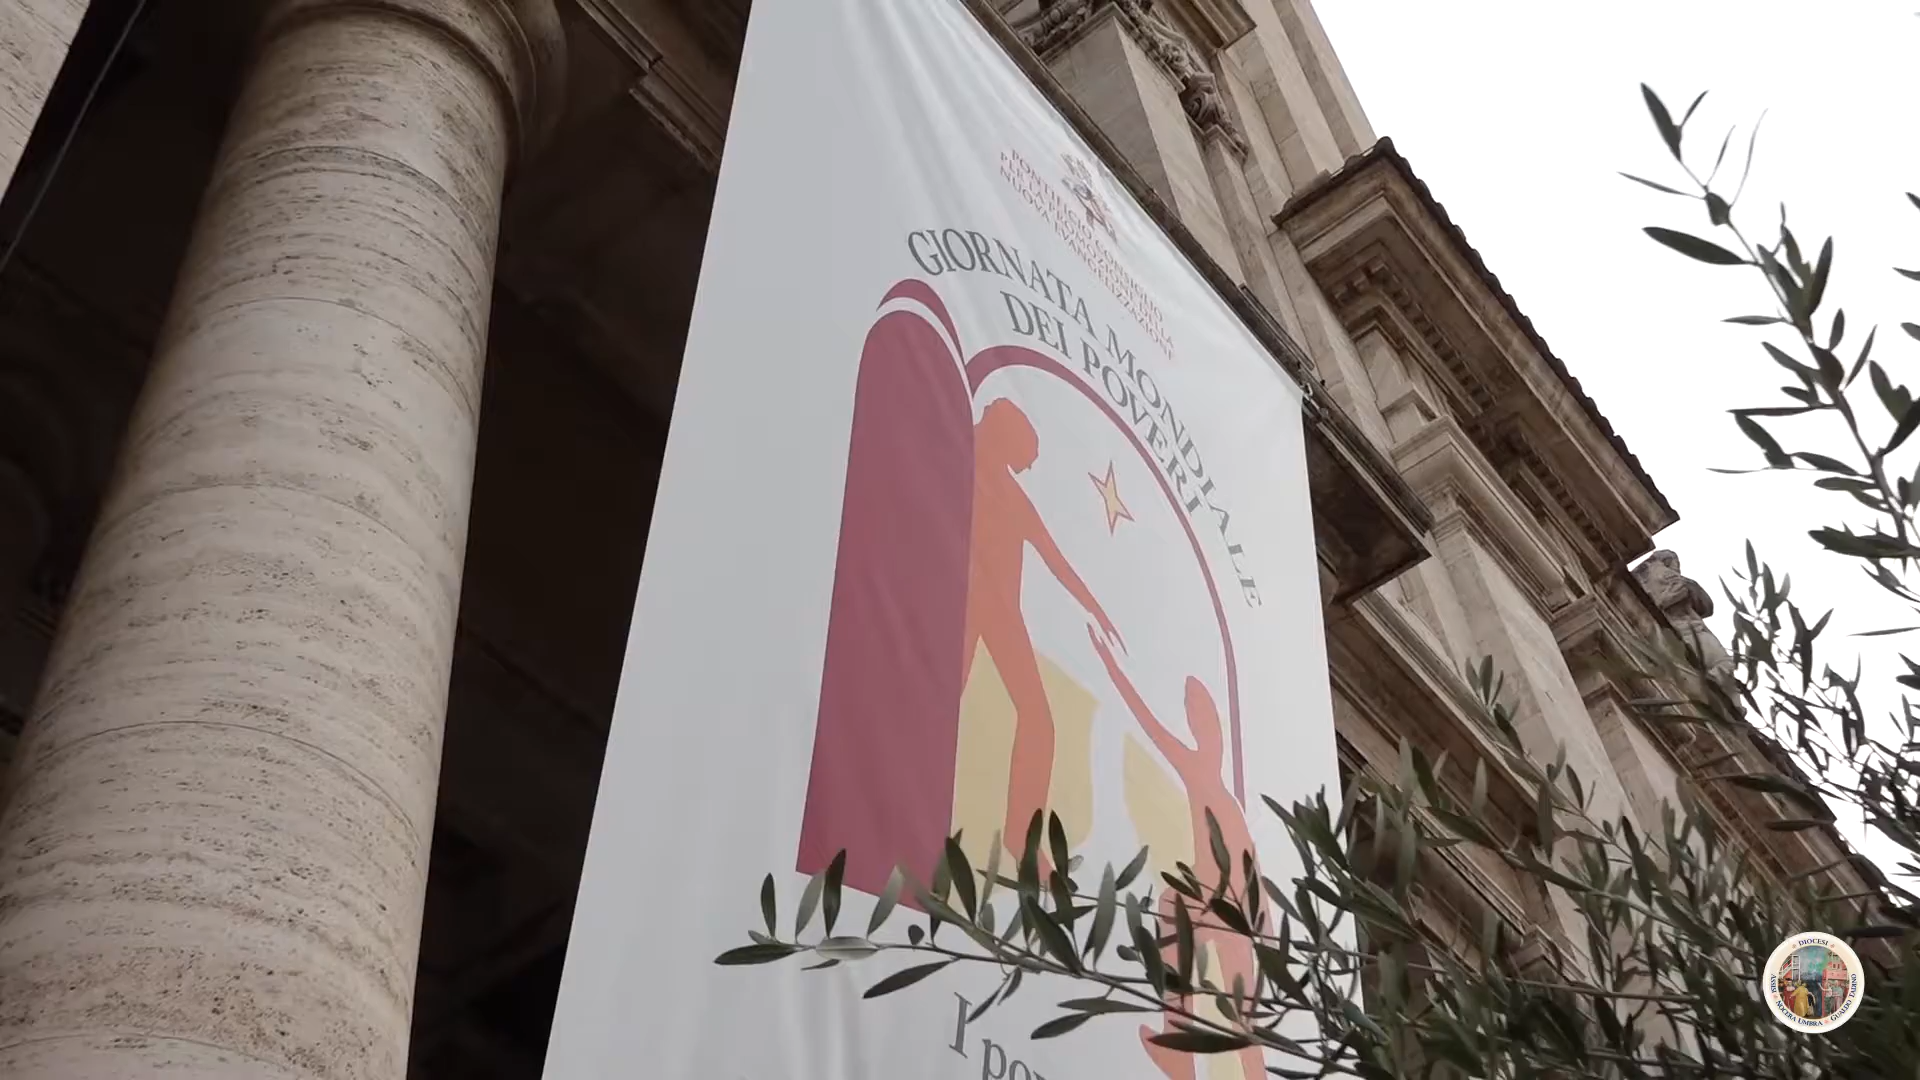 PONTIFICIO CONSIGLIO
PER LA PROMOZIONE DELLA
NUOVA EVANGELIZZAZIONE
GIORNATA MONDIALE
DEI POVERI
I
DIOCESI
ASSISI • NOCERA UMBRA • GUALDO TADINO